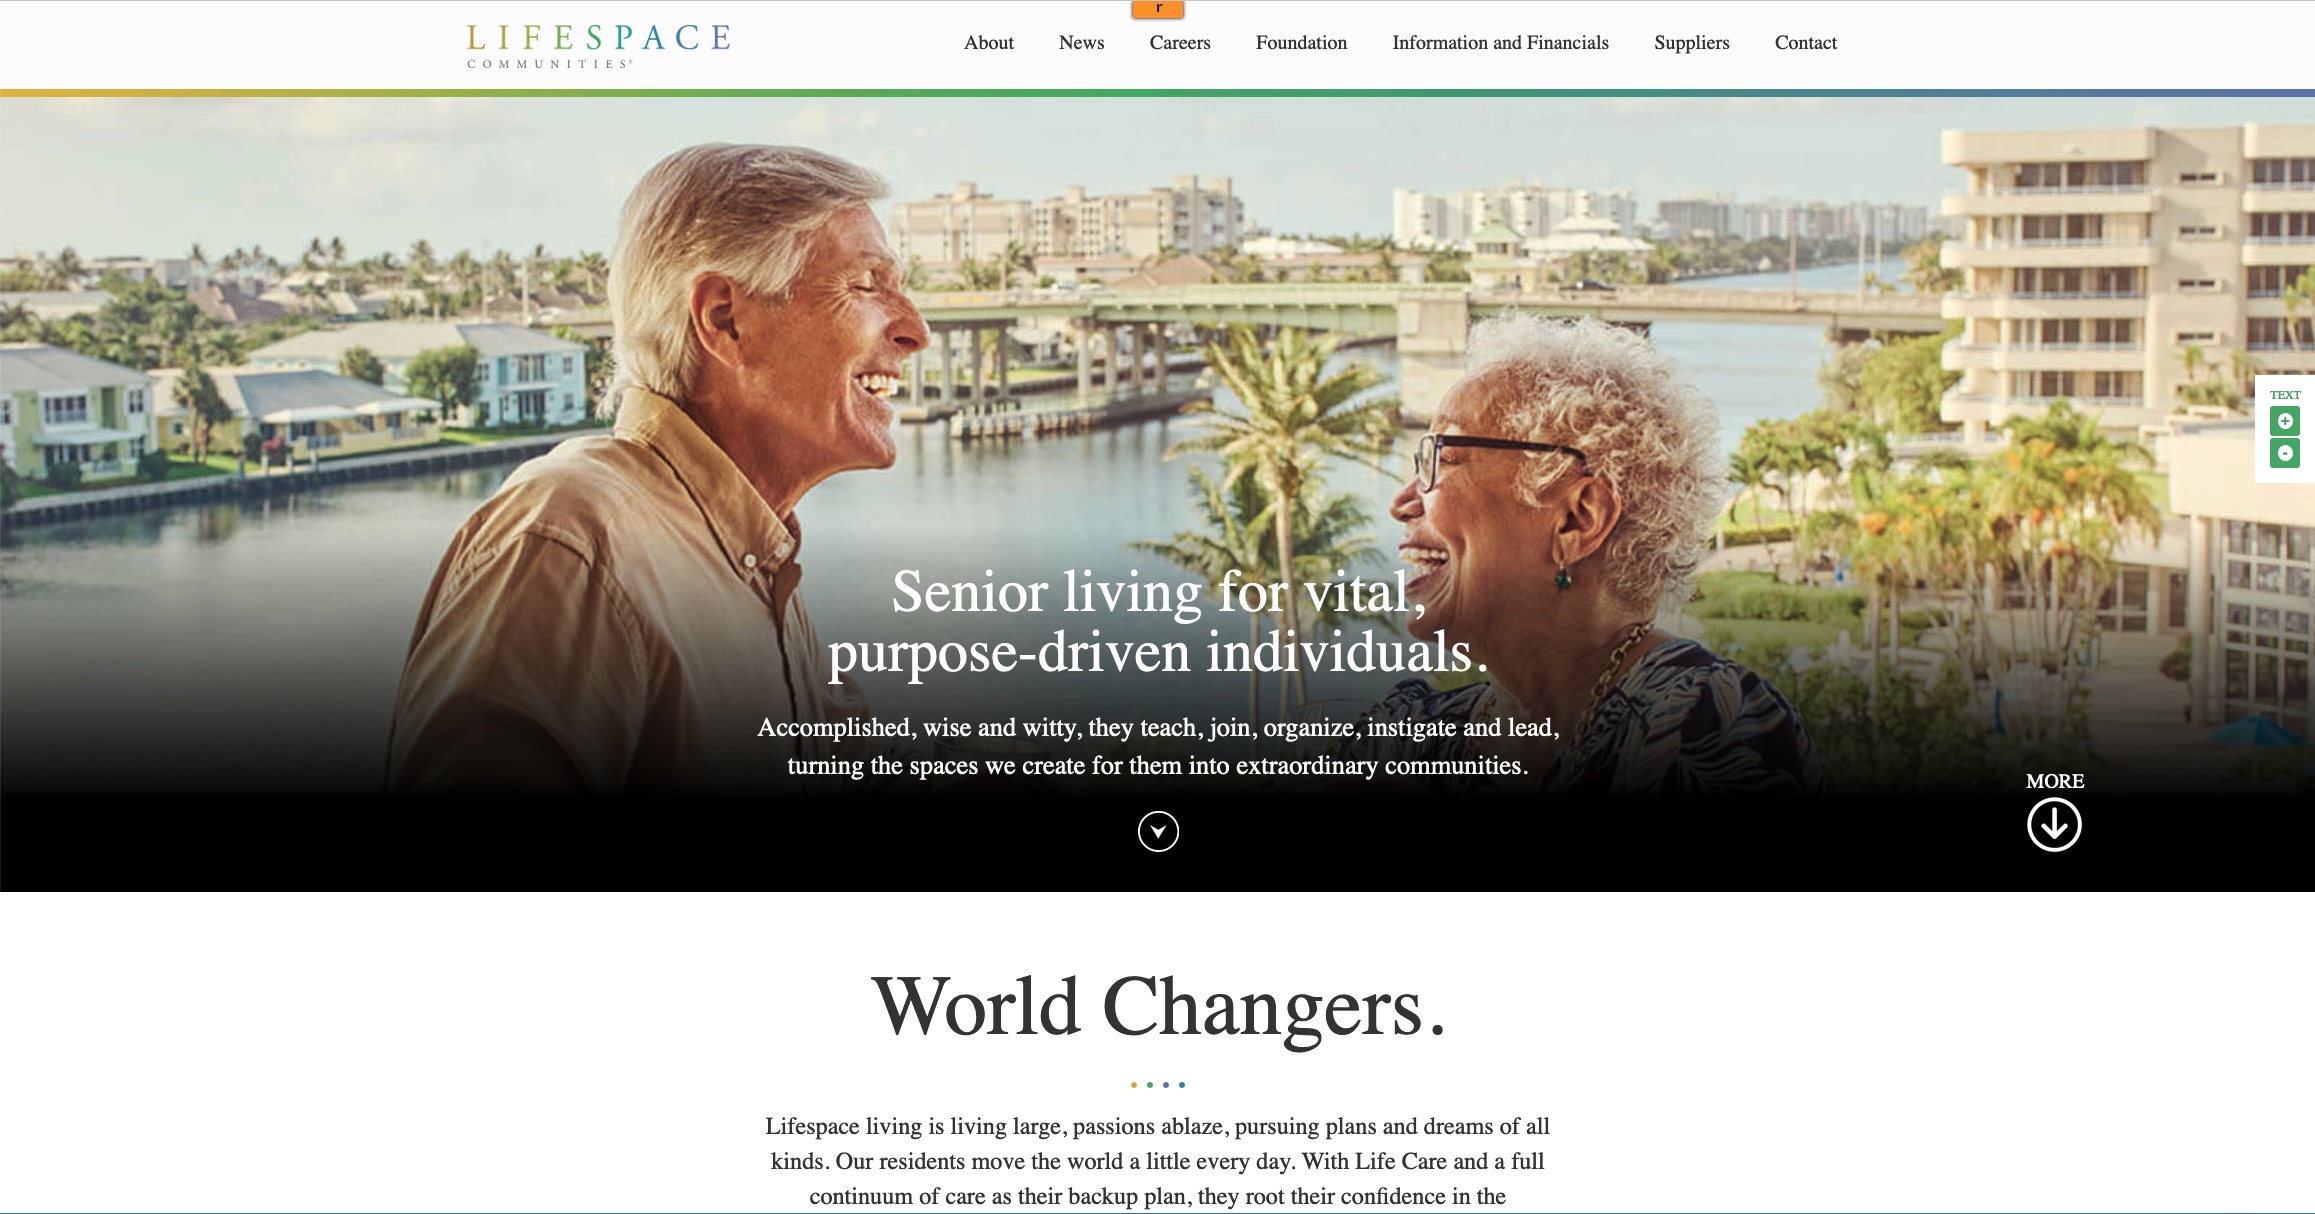 r
LIFESPACE
COMMUNITIES®
About News Careers Foundation Information and Financials Suppliers Contact
TEXT
+
-
Senior living for vital,
purpose-driven individuals.
Accomplished, wise and witty, they teach, join, organize, instigate and lead,
turning the spaces we create for them into extraordinary communities.
MORE
World Changers.
Lifespace living is living large, passions ablaze, pursuing plans and dreams of all
kinds. Our residents move the world a little every day. With Life Care and a full
continuum of care as their backup plan, they root their confidence in the